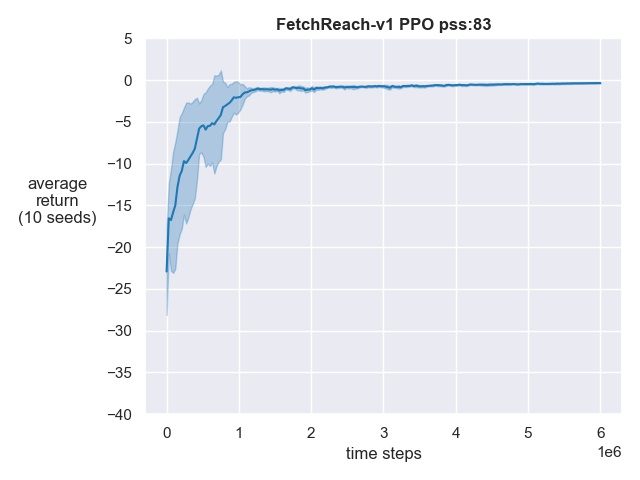 FetchReach-v1 PPO pss:83
5
0
−5
−10
−15
−20
−25
−30
−35
−40
average
return
(10 seeds)
0 1 2 3 4 5 6
1e6
time steps